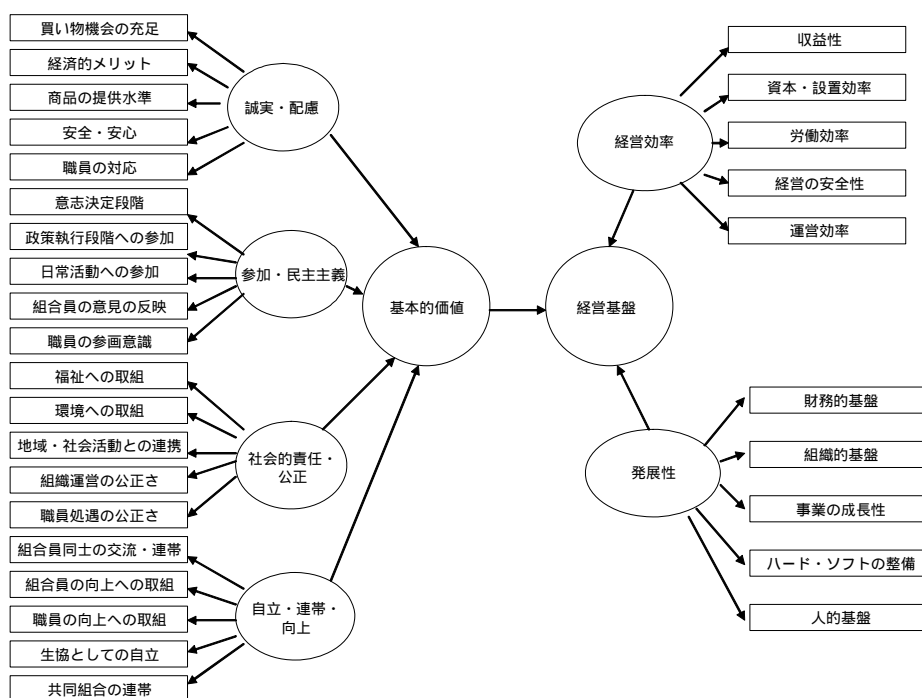 買い物機会の充足
経済的メリット
商品の提供水準
安全・安心
職員の対応
意志決定段階
政策執行段階への参加
日常活動への参加
組合員の意見の反映
職員の参画意識
福祉への取組
環境への取組
地域・社会活動との連携
組織運営の公正さ
職員処遇の公正さ
組合員同士の交流・連帯
組合員の向上への取組
職員の向上への取組
生協としての自立
共同組合の連帯
誠実・配慮
参加・民主主義
社会的責任・
公正
自立・連帯・
向上
基本的価値
経営基盤
経営効率
発展性
収益性
資本・設置効率
労働効率
経営の安全性
運営効率
財務的基盤
組織的基盤
事業の成長性
ハード・ソフトの整備
人的基盤